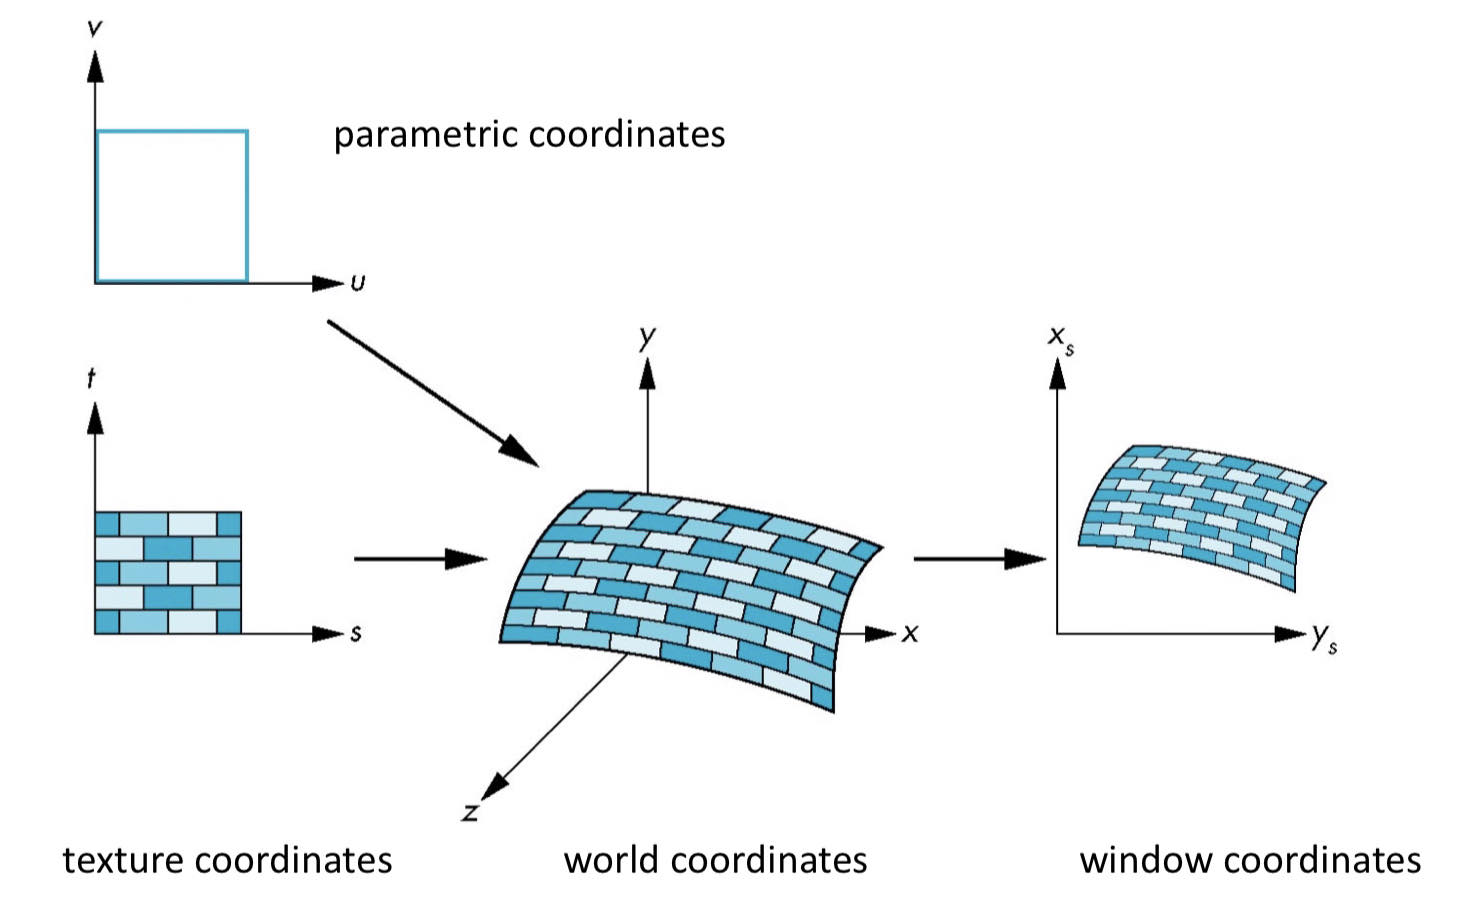 v
parametric coordinates
u
t
s
y
x
z
x_s
y_s
texture coordinates
world coordinates
window coordinates